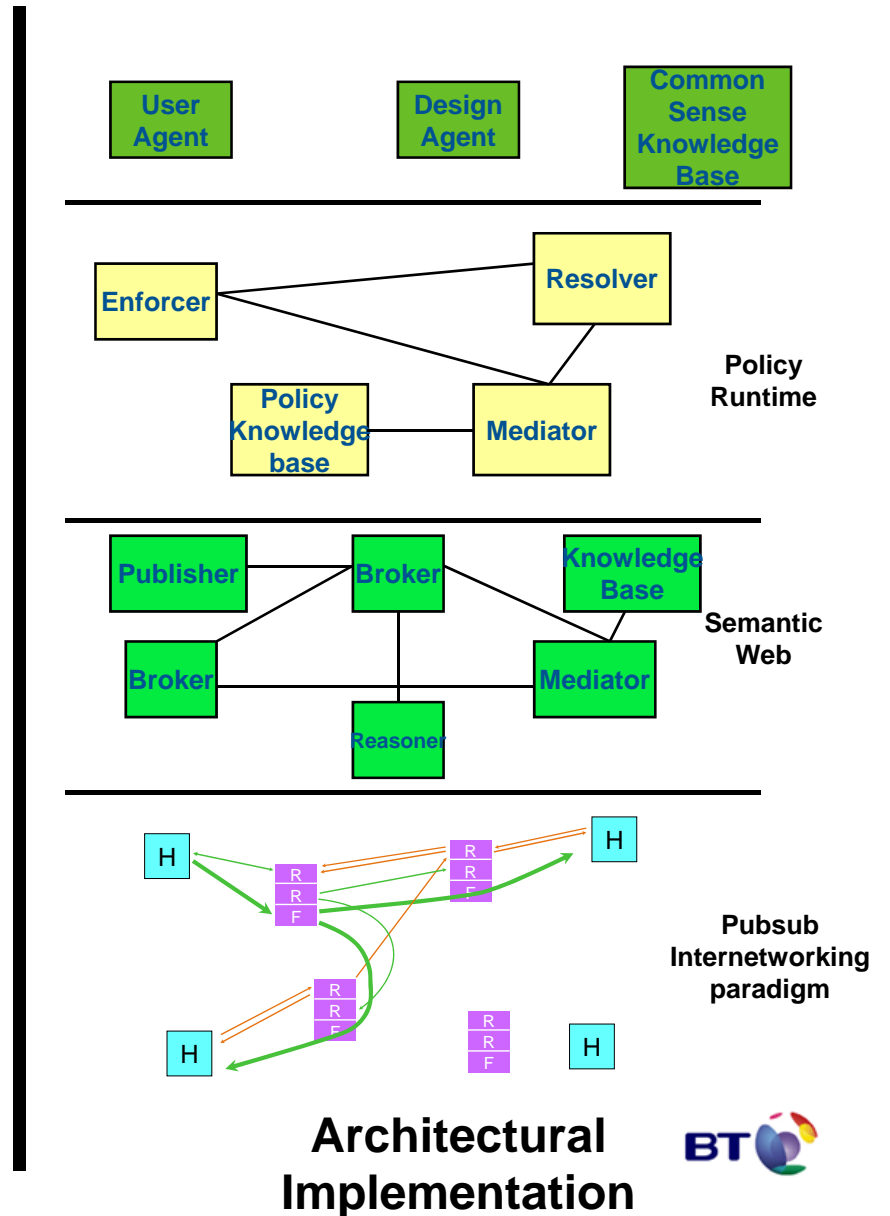 User
Agent
Design
Agent
Common
Sense
Knowledge
Base
Enforcer
Resolver
Policy
Knowledge
base
Mediator
Policy
Runtime
Publisher
Broker
Knowledge
Base
Broker
Mediator
Reasoner
Semantic
Web
H
R
R
F
R
R
F
H
H
R
R
F
R
R
F
H
Pubsub
Internetworking
paradigm
Architectural
Implementation
BT